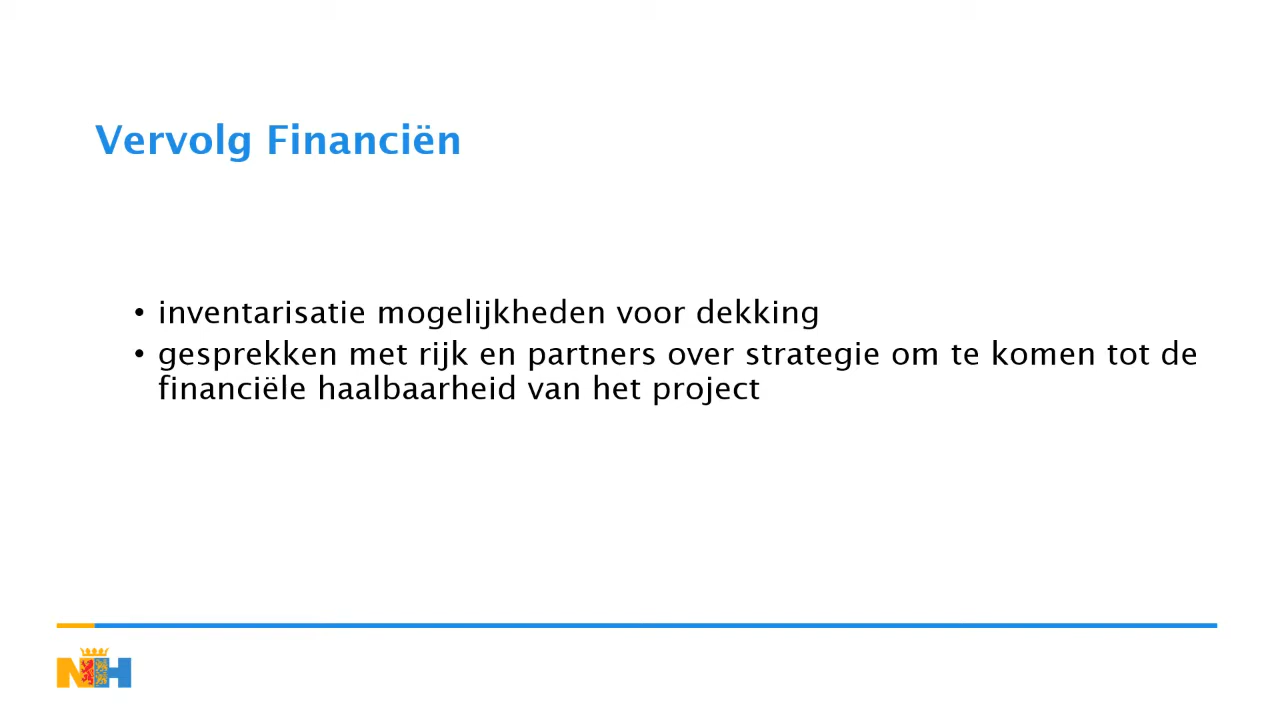 Vervolg Financiën
• inventarisatie mogelijkheden voor dekking
• gesprekken met rijk en partners over strategie om te komen tot de
financiële haalbaarheid van het project
NH